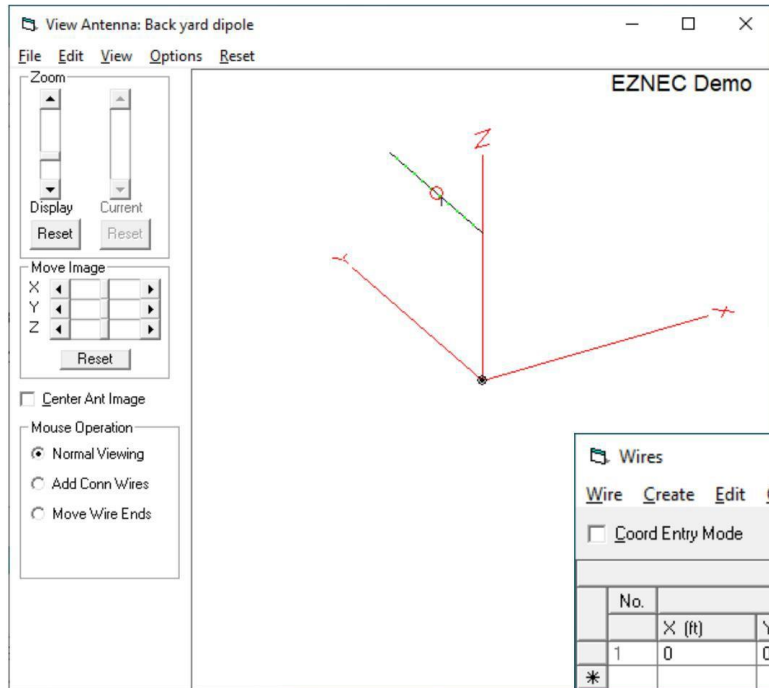 View Antenna: Back yard dipole
File Edit View Options Reset
Zoom
Display Current
Reset Reset
Move Image
X
Y
Z
Reset
Center Ant Image
Mouse Operation
Normal Viewing
Add Conn Wires
Move Wire Ends
EZNEC Demo
Z
Y
X
1
Wires
Wire Create Edit
Coord Entry Mode
No.
X (ft)
1 0